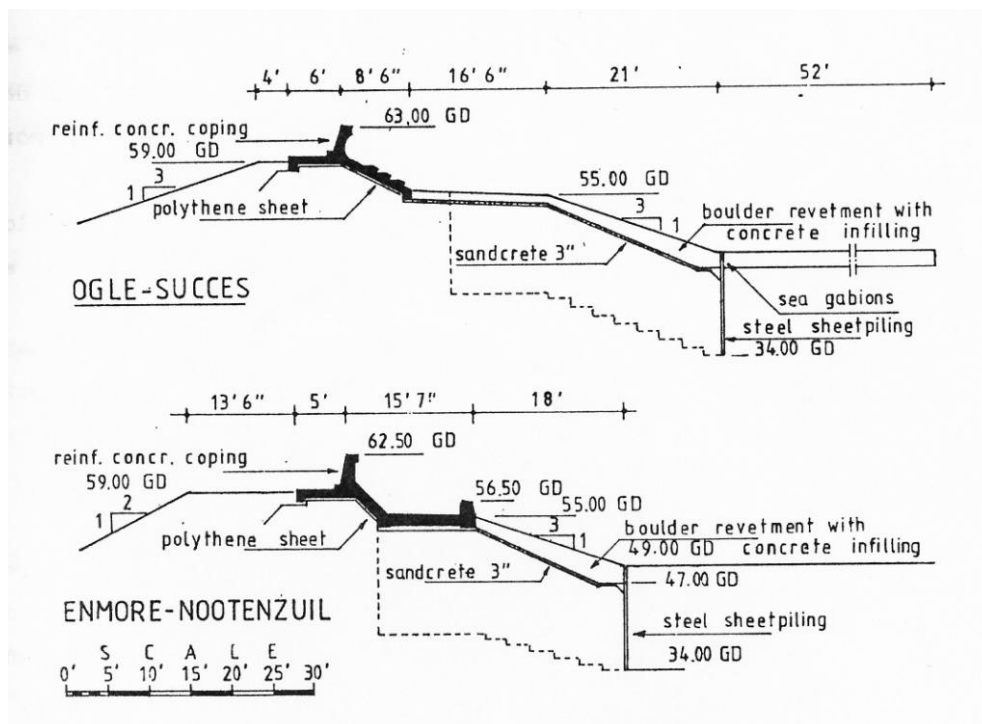 4' 6' 8' 6" 16' 6" 21' 52'
reinf. concr. coping
63,00 GD
59.00 GD
3
1
polythene sheet
55.00 GD
3
1
boulder revetment with
concrete infilling
sandcrete 3"
OGLE-SUCCES
sea gabions
steel sheetpiling
34.00 GD
13' 6" 5' 15' 7" 18'
62.50 GD
reinf. concr. coping
59.00 GD
2
1
56.50 GD
55.00 GD
3
1
polythene sheet
boulder revetment with
49.00 GD concrete infilling
sandcrete 3"
47.00 GD
ENMORE-NOOTENZUIL
steel sheetpiling
34.00 GD
S C A L E
0' 5' 10' 15' 20' 25' 30'